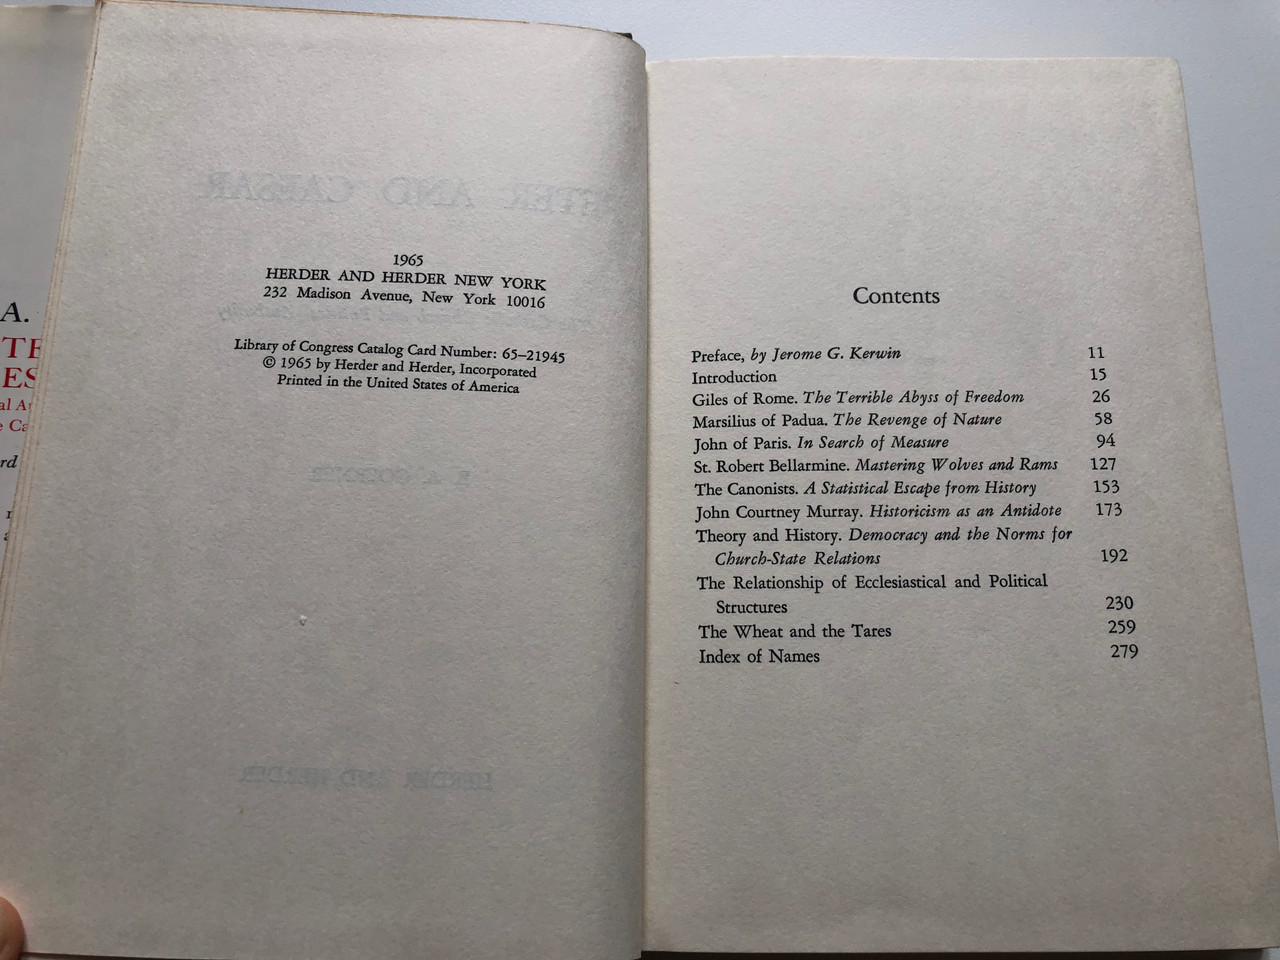 A.
TE
ES
al A
e Ca
rd
1965
HERDER AND HERDER NEW YORK
232 Madison Avenue, New York 10016
Library of Congress Catalog Card Number: 65–21945
© 1965 by Herder and Herder, Incorporated
Printed in the United States of America
Contents
Preface, by Jerome G. Kerwin 11
Introduction 15
Giles of Rome. The Terrible Abyss of Freedom 26
Marsilius of Padua. The Revenge of Nature 58
John of Paris. In Search of Measure 94
St. Robert Bellarmine. Mastering Wolves and Rams 127
The Canonists. A Statistical Escape from History 153
John Courtney Murray. Historicism as an Antidote 173
Theory and History. Democracy and the Norms for
Church-State Relations 192
The Relationship of Ecclesiastical and Political
Structures 230
The Wheat and the Tares 259
Index of Names 279